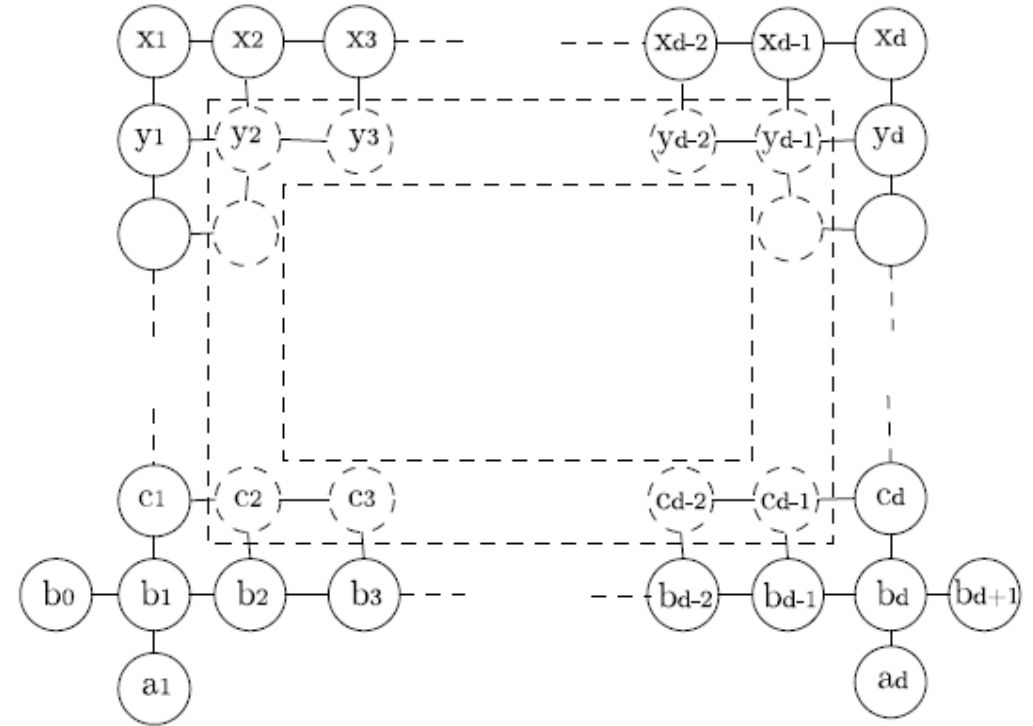 x1 x2 x3 xd-2 xd-1 xd
y1 y2 y3 yd-2 yd-1 yd
c1 c2 c3 cd-2 cd-1 cd
b0 b1 b2 b3 bd-2 bd-1 bd bd+1
a1 ad